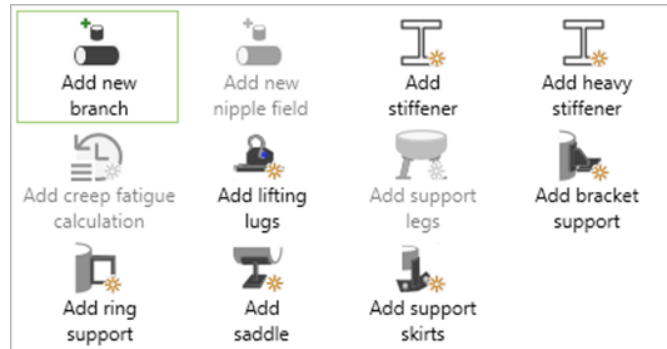 Add new
branch
Add new
nipple field
Add
stiffener
Add heavy
stiffener
Add creep fatigue
calculation
Add lifting
lugs
Add support
legs
Add bracket
support
Add ring
support
Add
saddle
Add support
skirts